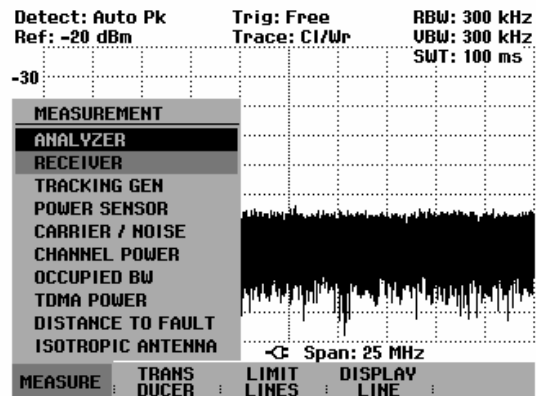 Detect: Auto Pk Trig: Free RBW: 300 kHz
Ref: -20 dBm Trace: Cl/Wr VBW: 300 kHz
SWT: 100 ms
-30
MEASUREMENT
ANALYZER
RECEIVER
TRACKING GEN
POWER SENSOR
CARRIER / NOISE
CHANNEL POWER
OCCUPIED BW
TDMA POWER
DISTANCE TO FAULT
ISOTROPIC ANTENNA
Span: 25 MHz
MEASURE TRANS LIMIT DISPLAY
DUCER LINES LINE